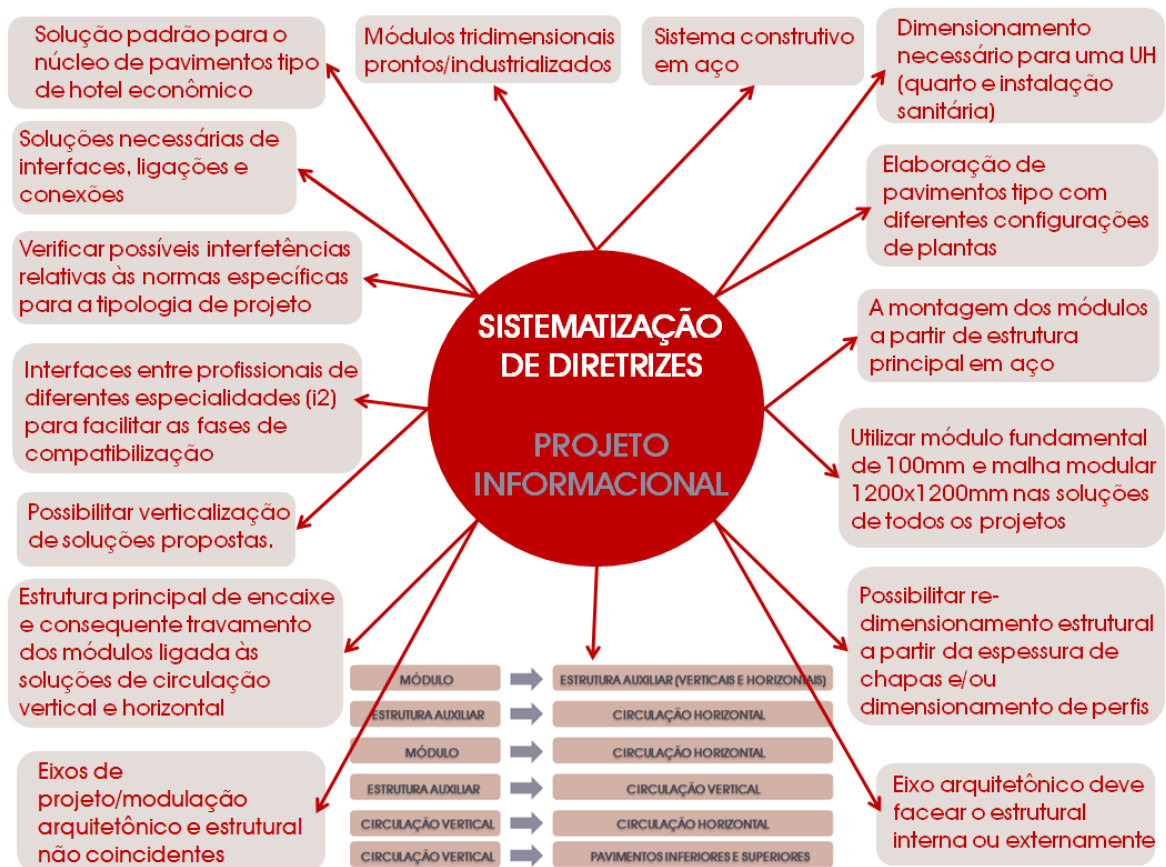 Solução padrão para o
núcleo de pavimentos tipo
de hotel econômico
Módulos tridimensionais
prontos/industrializados
Sistema construtivo
em aço
Dimensionamento
necessário para uma UH
(quarto e instalação
sanitária)
Soluções necessárias de
interfaces, ligações e
conexões
Elaboração de
pavimentos tipo com
diferentes configurações
de plantas
Verificar possíveis interfetências
relativas às normas específicas
para a tipologia de projeto
A montagem dos módulos
a partir de estrutura
principal em aço
SISTEMATIZAÇÃO
DE DIRETRIZES
PROJETO
INFORMACIONAL
Interfaces entre profissionais de
diferentes especialidades (i2)
para facilitar as fases de
compatibilização
Utilizar módulo fundamental
de 100mm e malha modular
1200x1200mm nas soluções
de todos os projetos
Possibilitar verticalização
de soluções propostas.
Estrutura principal de encaixe
e consequente travamento
dos módulos ligada às
soluções de circulação
vertical e horizontal
Possibilitar re-
dimensionamento estrutural
a partir da espessura de
chapas e/ou
dimensionamento de perfis
MÓDULO ESTRUTURA AUXILIAR (VERTICAIS E HORIZONTAIS)
ESTRUTURA AUXILIAR CIRCULAÇÃO HORIZONTAL
MÓDULO CIRCULAÇÃO HORIZONTAL
ESTRUTURA AUXILIAR CIRCULAÇÃO VERTICAL
CIRCULAÇÃO VERTICAL CIRCULAÇÃO HORIZONTAL
CIRCULAÇÃO VERTICAL PAVIMENTOS INFERIORES E SUPERIORES
Eixos de
projeto/modulação
arquitetônico e estrutural
não coincidentes
Eixo arquitetônico deve
facear o estrutural
interna ou externamente